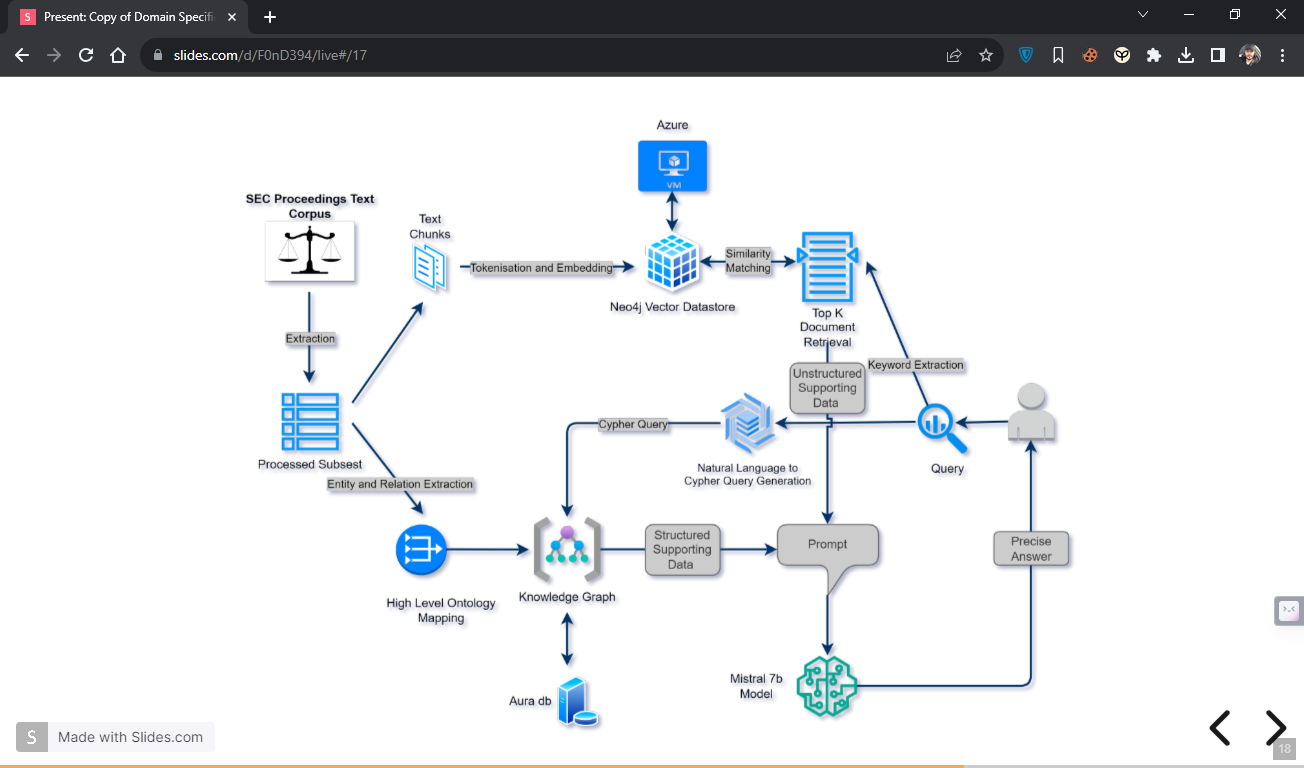 S
Present: Copy of Domain Specifi
slides.com/d/F0nD394/live#/17
Azure
VM
SEC Proceedings Text
Corpus
Text
Chunks
Tokenisation and Embedding
Similarity
Matching
Neo4j Vector Datastore
Top K
Document
Retrieval
Extraction
Keyword Extraction
Unstructured
Supporting
Data
Cypher Query
Processed Subsest
Natural Language to
Cypher Query Generation
Query
Entity and Relation Extraction
Structured
Supporting
Data
Prompt
Precise
Answer
High Level Ontology
Mapping
Knowledge Graph
Mistral 7b
Model
Aura db
S
Made with Slides.com
18